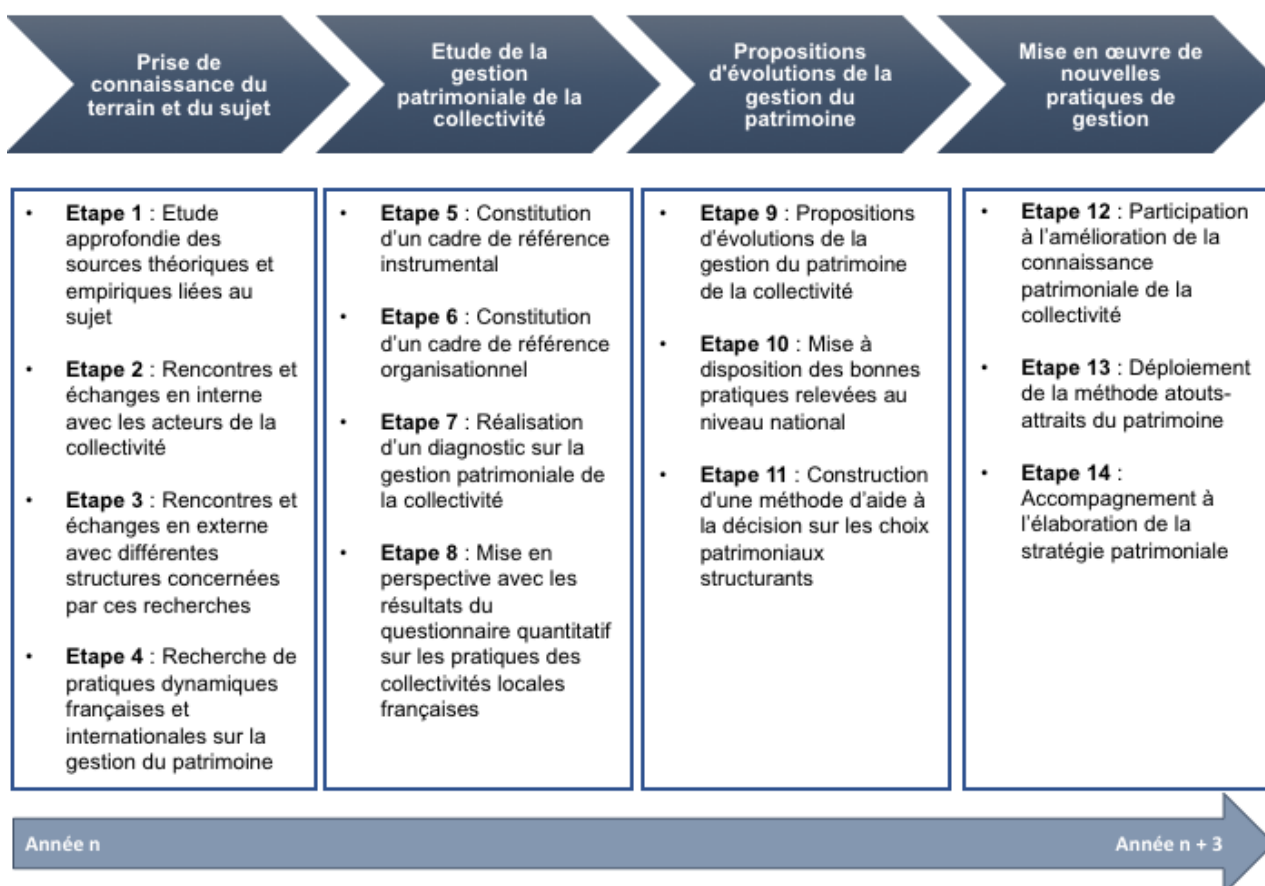 Prise de
connaissance du
terrain et du sujet
Etude de la
gestion
patrimoniale de la
collectivité
Propositions
d'évolutions de la
gestion du
patrimoine
Mise en œuvre de
nouvelles
pratiques de
gestion
• Etape 1 : Etude
approfondie des
sources théoriques et
empiriques liées au
sujet
• Etape 2 : Rencontres et
échanges en interne
avec les acteurs de la
collectivité
• Etape 3 : Rencontres et
échanges en externe
avec différentes
structures concernées
par ces recherches
• Etape 4 : Recherche de
pratiques dynamiques
françaises et
internationales sur la
gestion du patrimoine
• Etape 5 : Constitution
d’un cadre de référence
instrumental
• Etape 6 : Constitution
d’un cadre de référence
organisationnel
• Etape 7 : Réalisation
d’un diagnostic sur la
gestion patrimoniale de
la collectivité
• Etape 8 : Mise en
perspective avec les
résultats du
questionnaire quantitatif
sur les pratiques des
collectivités locales
françaises
• Etape 9 : Propositions
d’évolutions de la
gestion du patrimoine
de la collectivité
• Etape 10 : Mise à
disposition des bonnes
pratiques relevées au
niveau national
• Etape 11 : Construction
d’une méthode d’aide à
la décision sur les choix
patrimoniaux
structurants
• Etape 12 : Participation
à l’amélioration de la
connaissance
patrimoniale de la
collectivité
• Etape 13 : Déploiement
de la méthode atouts-
attraits du patrimoine
• Etape 14 :
Accompagnement à
l’élaboration de la
stratégie patrimoniale
Année n
Année n + 3